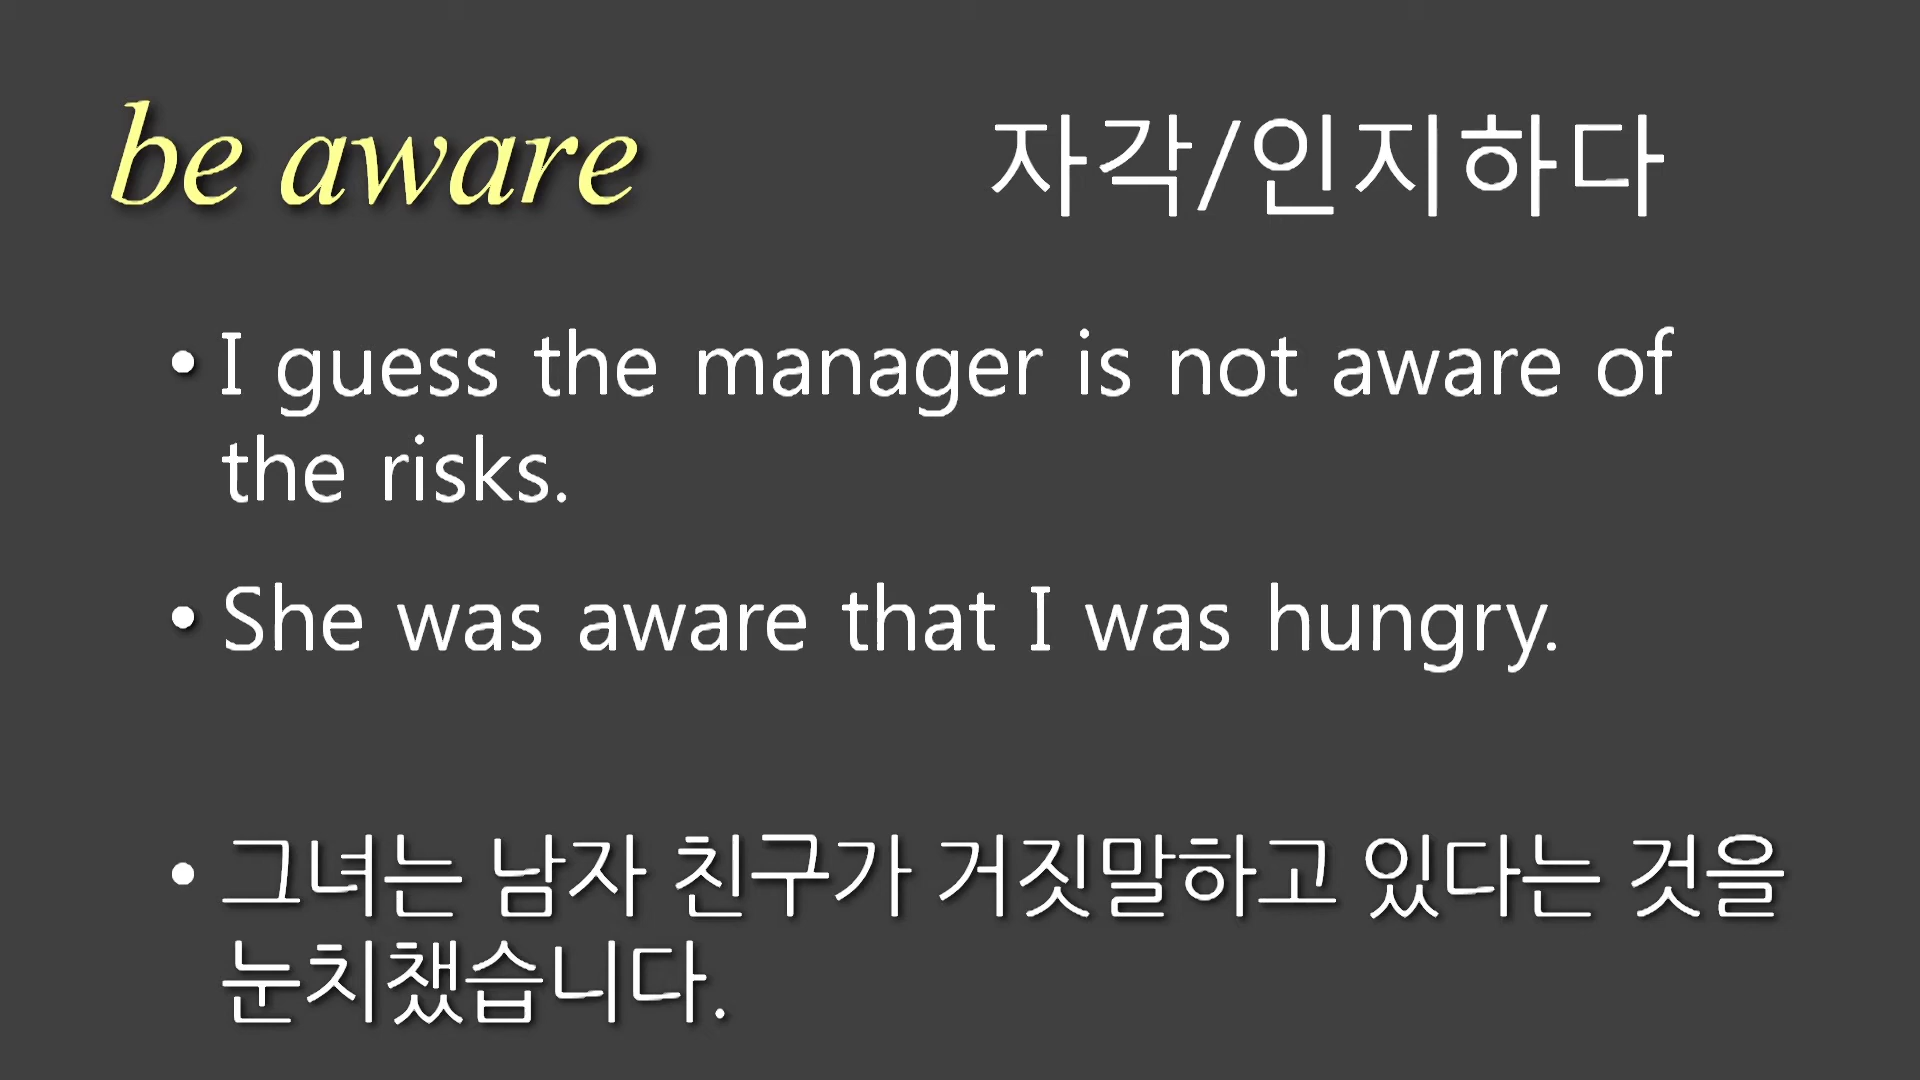 be aware 자각/인지하다
• I guess the manager is not aware of
the risks.
• She was aware that I was hungry.
• 그녀는 남자 친구가 거짓말하고 있다는 것을
눈치챘습니다.